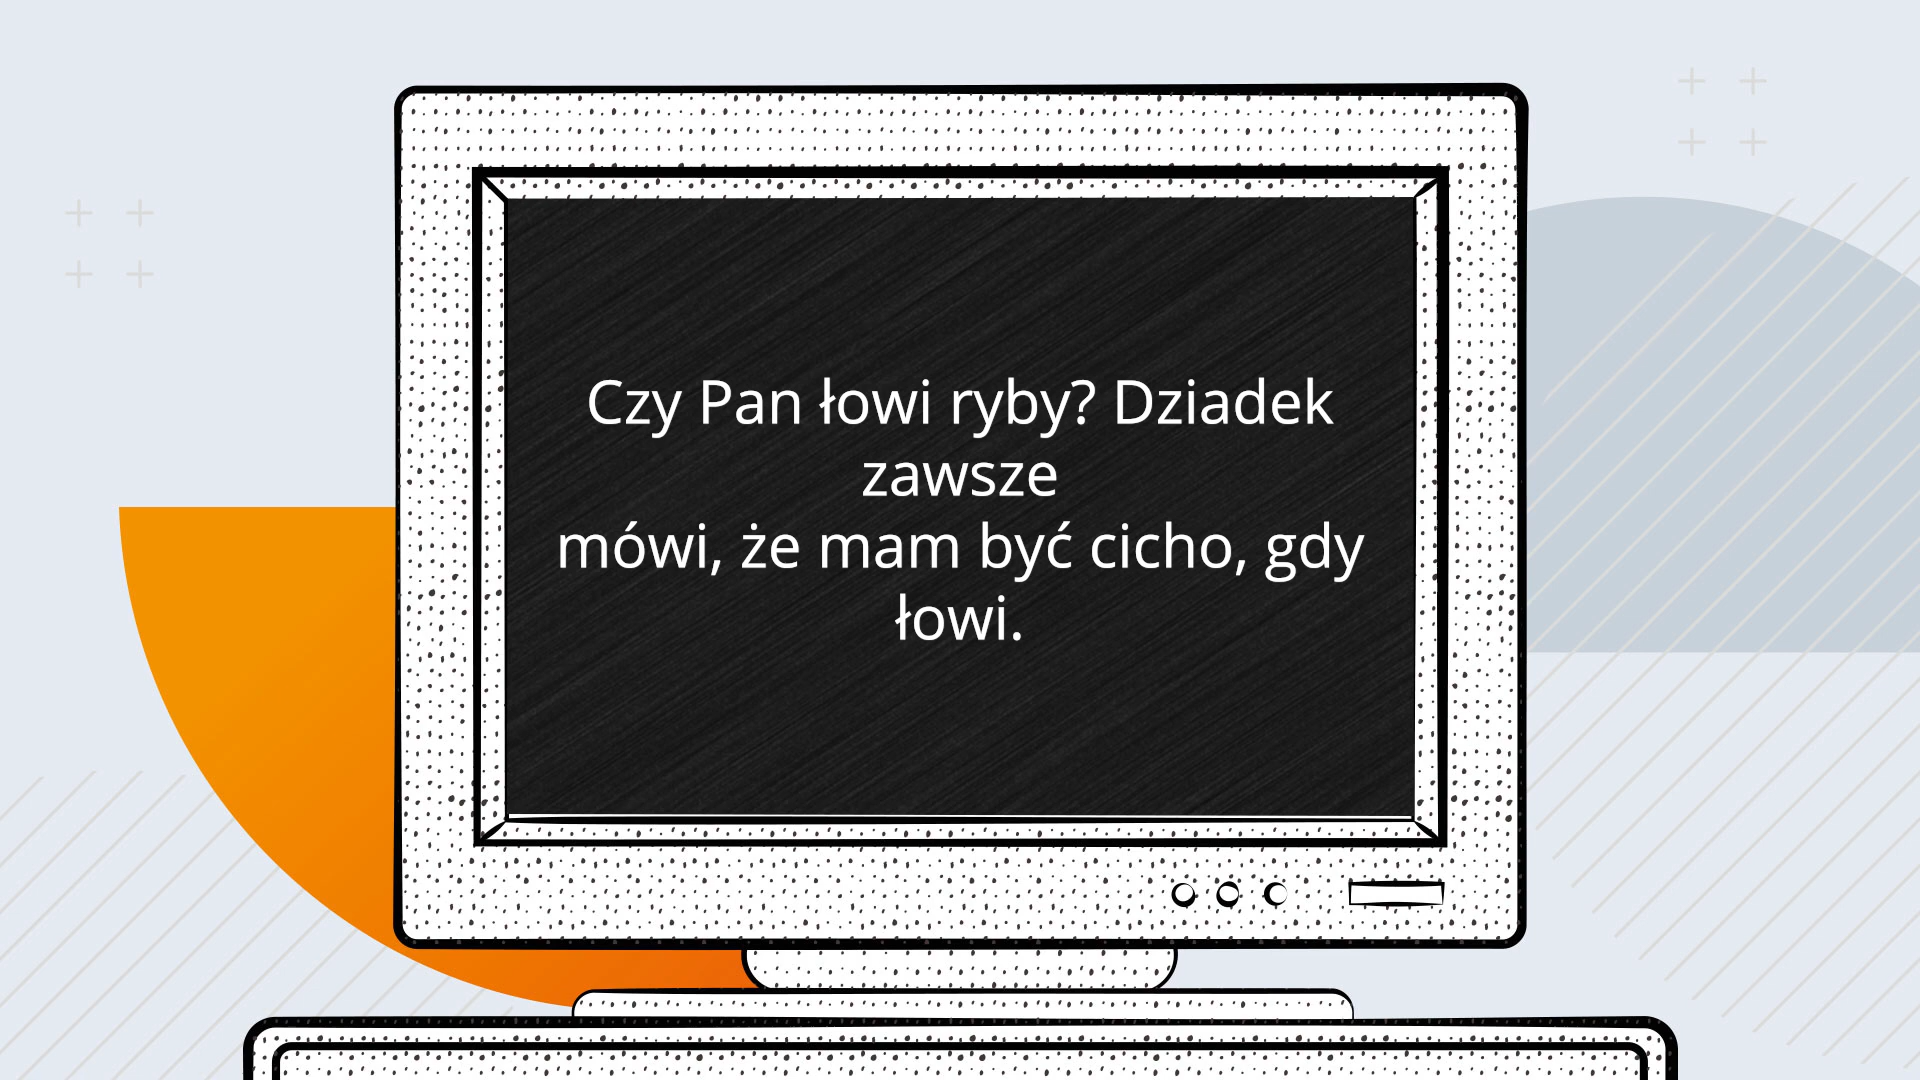 Czy Pan łowi ryby? Dziadek
zawsze
mówi, że mam być cicho, gdy
łowi.